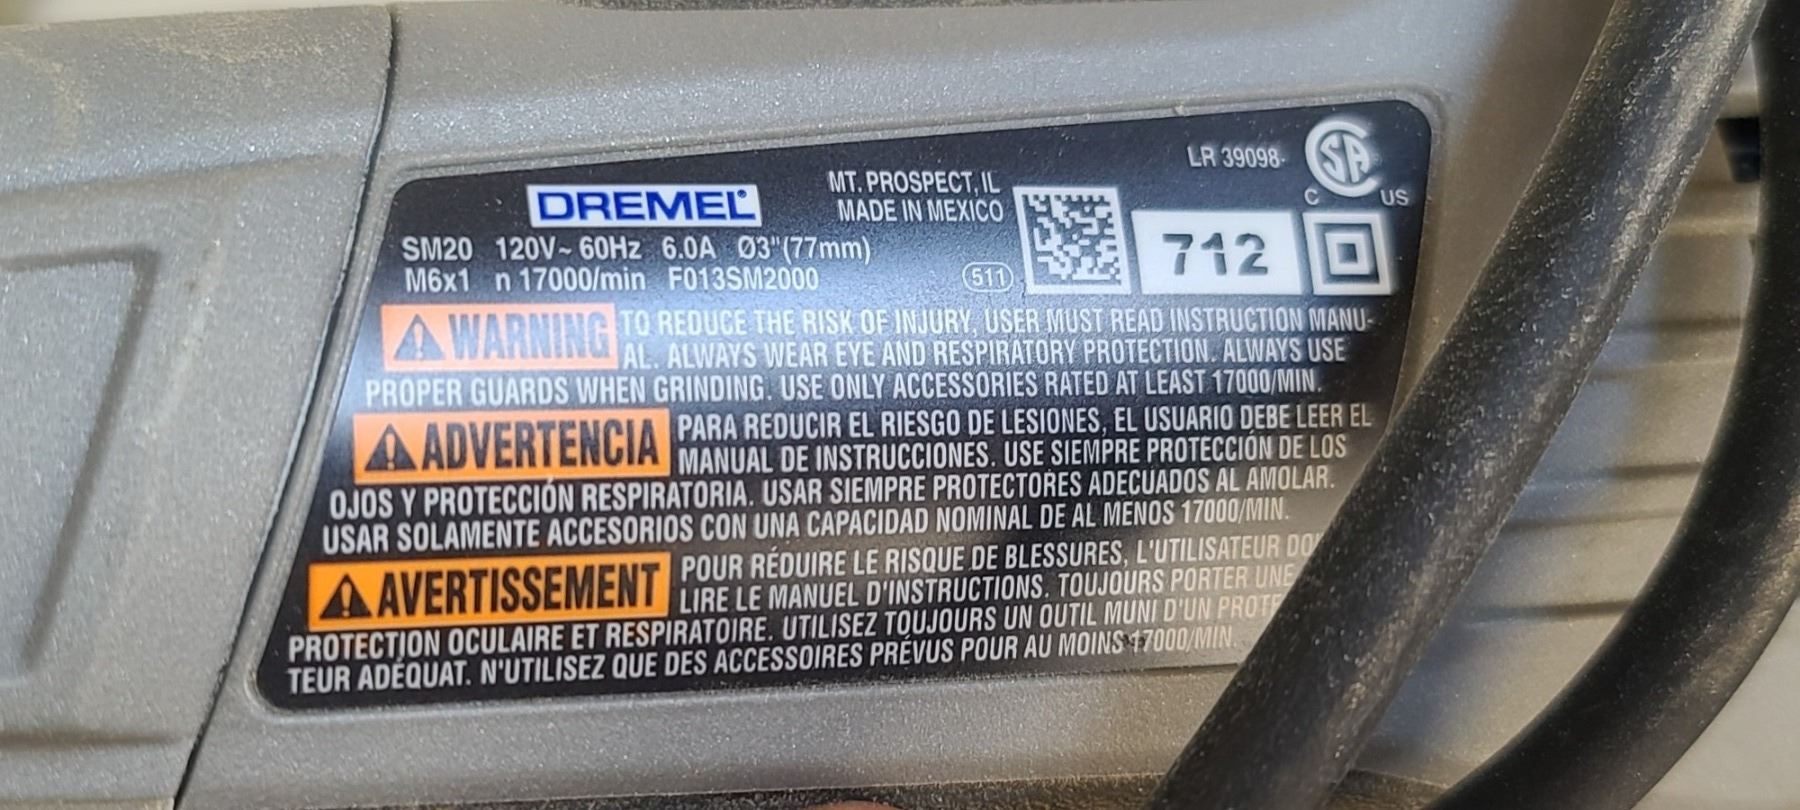 DREMEL®
MT. PROSPECT, IL
MADE IN MEXICO
LR 39098
C SA US
SM20 120V~ 60Hz 6.0A Ø3"(77mm)
M6x1 n 17000/min F013SM2000
511
712
WARNING TO REDUCE THE RISK OF INJURY, USER MUST READ INSTRUCTION MANU-
AL. ALWAYS WEAR EYE AND RESPIRATORY PROTECTION. ALWAYS USE
PROPER GUARDS WHEN GRINDING. USE ONLY ACCESSORIES RATED AT LEAST 17000/MIN.
ADVERTENCIA PARA REDUCIR EL RIESGO DE LESIONES, EL USUARIO DEBE LEER EL
MANUAL DE INSTRUCCIONES. USE SIEMPRE PROTECCIÓN DE LOS
OJOS Y PROTECCIÓN RESPIRATORIA. USAR SIEMPRE PROTECTORES ADECUADOS AL AMOLAR.
USAR SOLAMENTE ACCESORIOS CON UNA CAPACIDAD NOMINAL DE AL MENOS 17000/MIN.
AVERTISSEMENT POUR RÉDUIRE LE RISQUE DE BLESSURES, L'UTILISATEUR
LIRE LE MANUEL D'INSTRUCTIONS. TOUJOURS PORTER UNE
PROTECTION OCULAIRE ET RESPIRATOIRE. UTILISEZ TOUJOURS UN OUTIL MUNI D'UN
TEUR ADÉQUAT. N'UTILISEZ QUE DES ACCESSOIRES PRÉVUS POUR AU MOINS 17000/MIN.